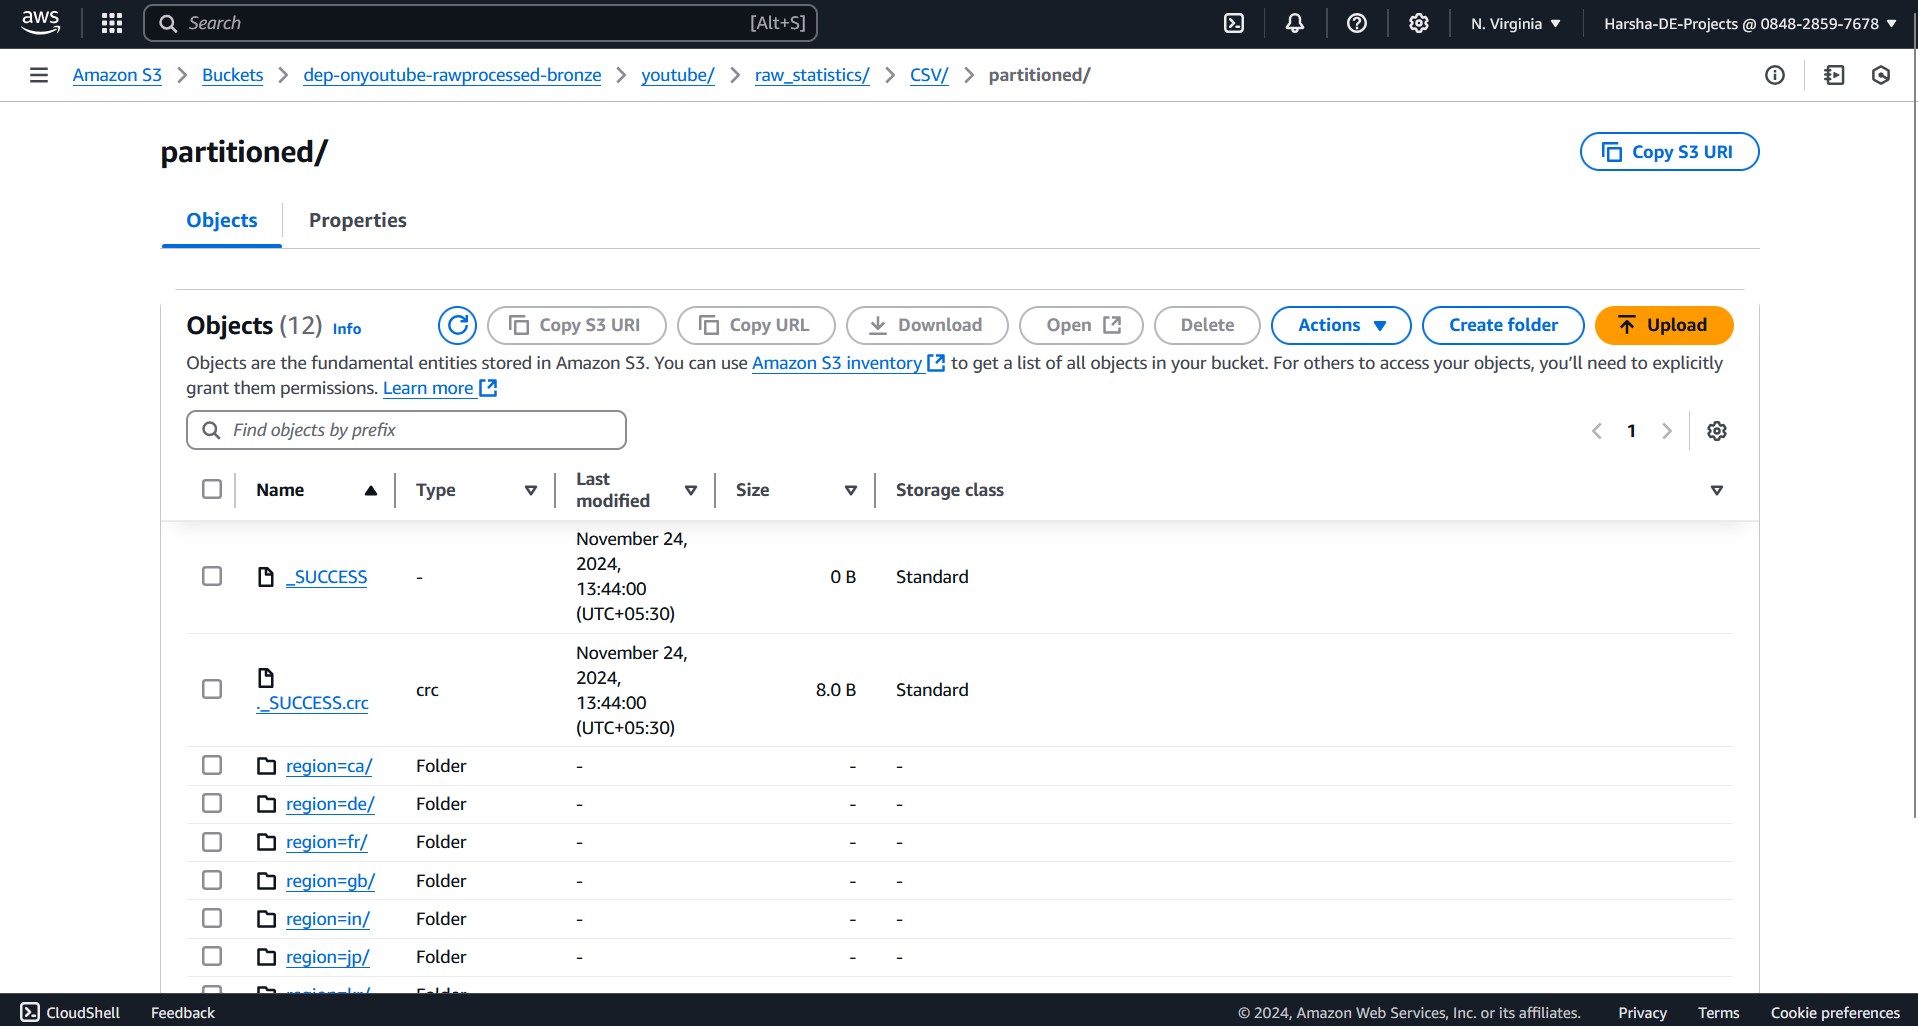 aws
Search [Alt+S]
N. Virginia
Harsha-DE-Projects @ 0848-2859-7678
Amazon S3 > Buckets > dep-onyoutube-rawprocessed-bronze > youtube/ > raw_statistics/ > CSV/ > partitioned/
partitioned/
Copy S3 URI
Objects
Properties
Objects (12) Info
Copy S3 URI
Copy URL
Download
Open
Delete
Actions
Create folder
Upload
Objects are the fundamental entities stored in Amazon S3. You can use Amazon S3 inventory to get a list of all objects in your bucket. For others to access your objects, you’ll need to explicitly
grant them permissions. Learn more
Find objects by prefix
1
Name
Type
Last
modified
Size
Storage class
_SUCCESS
-
November 24,
2024,
13:44:00
(UTC+05:30)
0 B
Standard
._SUCCESS.crc
crc
November 24,
2024,
13:44:00
(UTC+05:30)
8.0 B
Standard
region=ca/ Folder - - -
region=de/ Folder - - -
region=fr/ Folder - - -
region=gb/ Folder - - -
region=in/ Folder - - -
region=jp/ Folder - - -
region=kr/ Folder
CloudShell
Feedback
© 2024, Amazon Web Services, Inc. or its affiliates.
Privacy
Terms
Cookie preferences